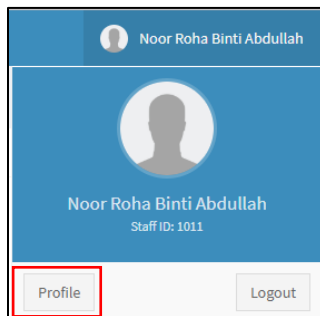 Noor Roha Binti Abdullah
Noor Roha Binti Abdullah
Staff ID: 1011
Profile Logout